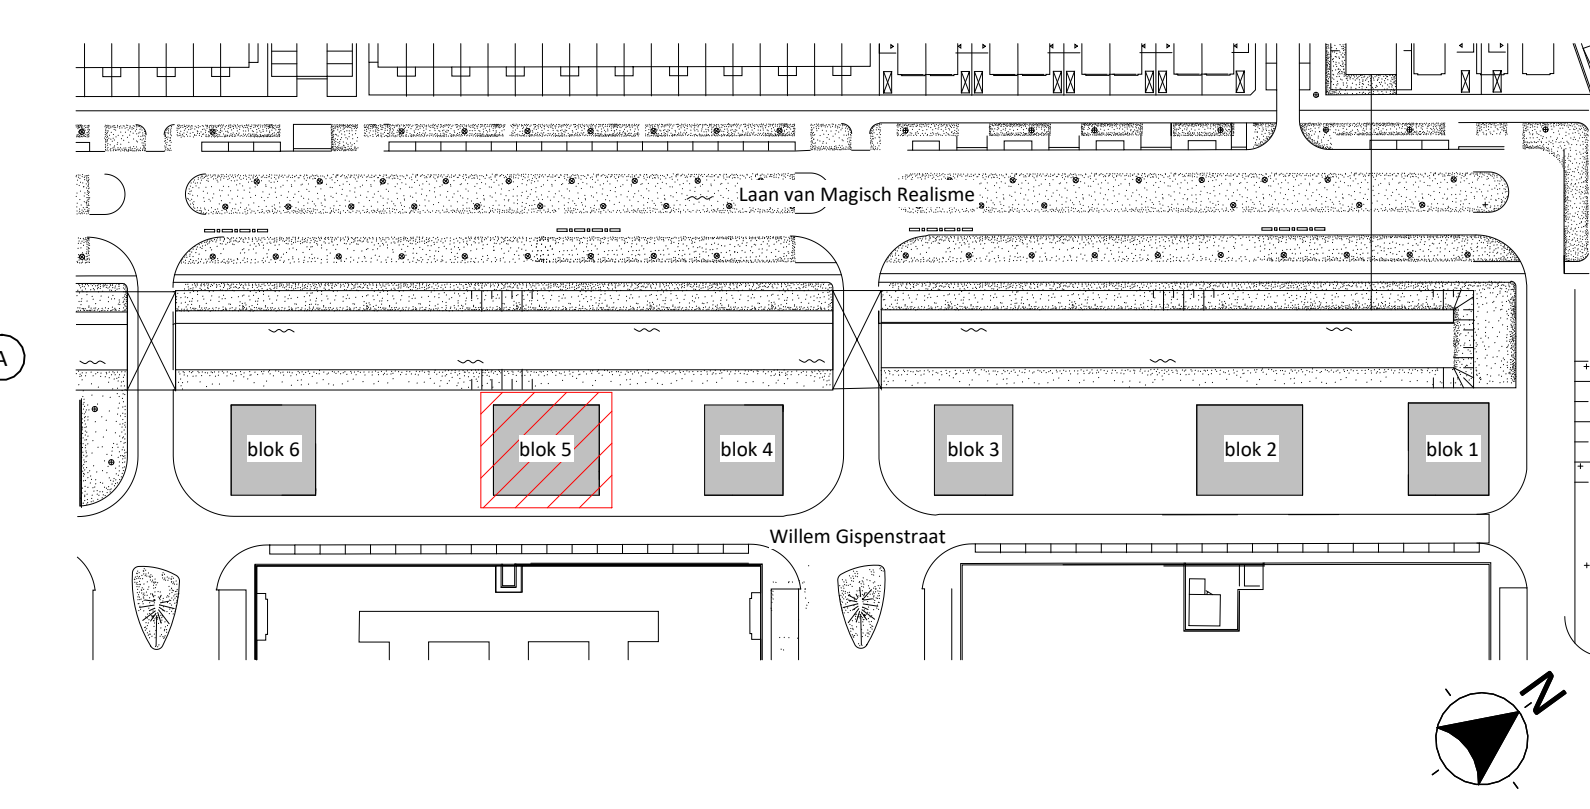 Laan van Magisch Realisme
A
blok 6
blok 5
blok 4
blok 3
blok 2
blok 1
Willem Gispenstraat
N